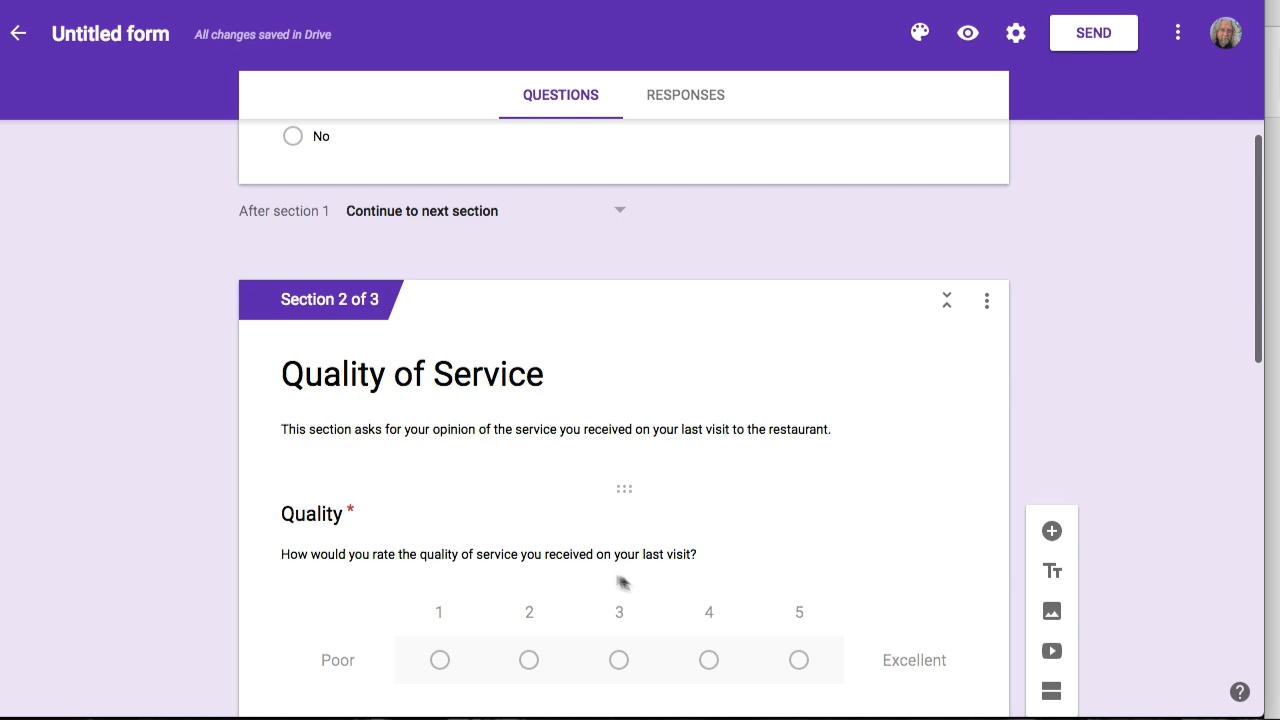 Untitled form All changes saved in Drive SEND
QUESTIONS RESPONSES
No
After section 1 Continue to next section
Section 2 of 3
Quality of Service
This section asks for your opinion of the service you received on your last visit to the restaurant.
Quality *
How would you rate the quality of service you received on your last visit?
1 2 3 4 5
Poor Excellent